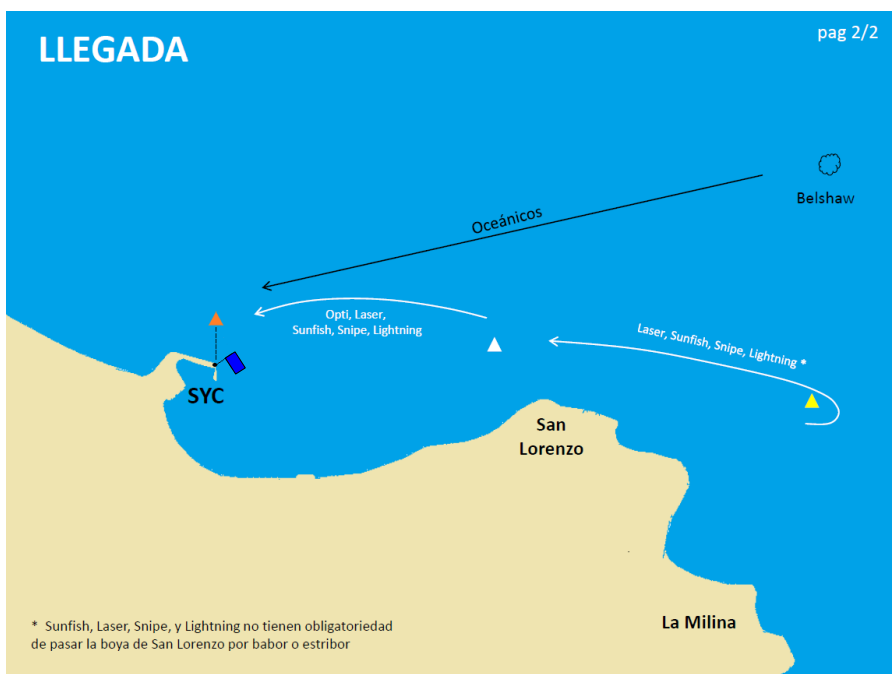 LLEGADA
pag 2/2
Belshaw
Oceánicos
Opti, Laser,
Sunfish, Snipe, Lightning
Laser, Sunfish, Snipe, Lightning *
SYC
San
Lorenzo
La Milina
* Sunfish, Laser, Snipe, y Lightning no tienen obligatoriedad
de pasar la boya de San Lorenzo por babor o estribor